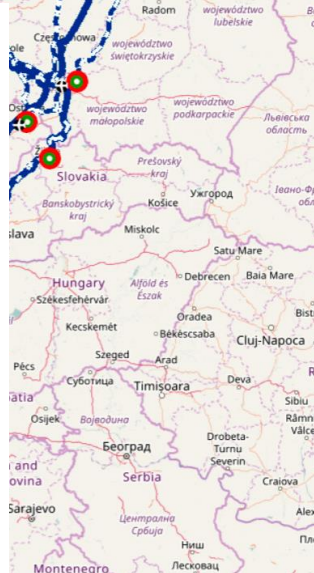 Radom
województwo
lubelskie
Częstochowa
województwo
świętokrzyskie
województwo
małopolskie
województwo
podkarpackie
Львівська
область
Prešovský
kraj
Slovakia
Ужгород
Košice
Banskobystrický
kraj
Miskolc
Satu Mare
Hungary
Alföld és
Észak
Debrecen
Baia Mare
Székesfehérvár
Oradea
Kecskemét
Békéscsaba
Cluj-Napoca
Szeged
Arad
Pécs
Суботица
Timișoara
Deva
Sibiu
Osijek
Војводина
Београд
Drobeta-
Turnu
Severin
Serbia
Craiova
Sarajevo
Централна
Србија
Ниш
Лесковац
Montenegro